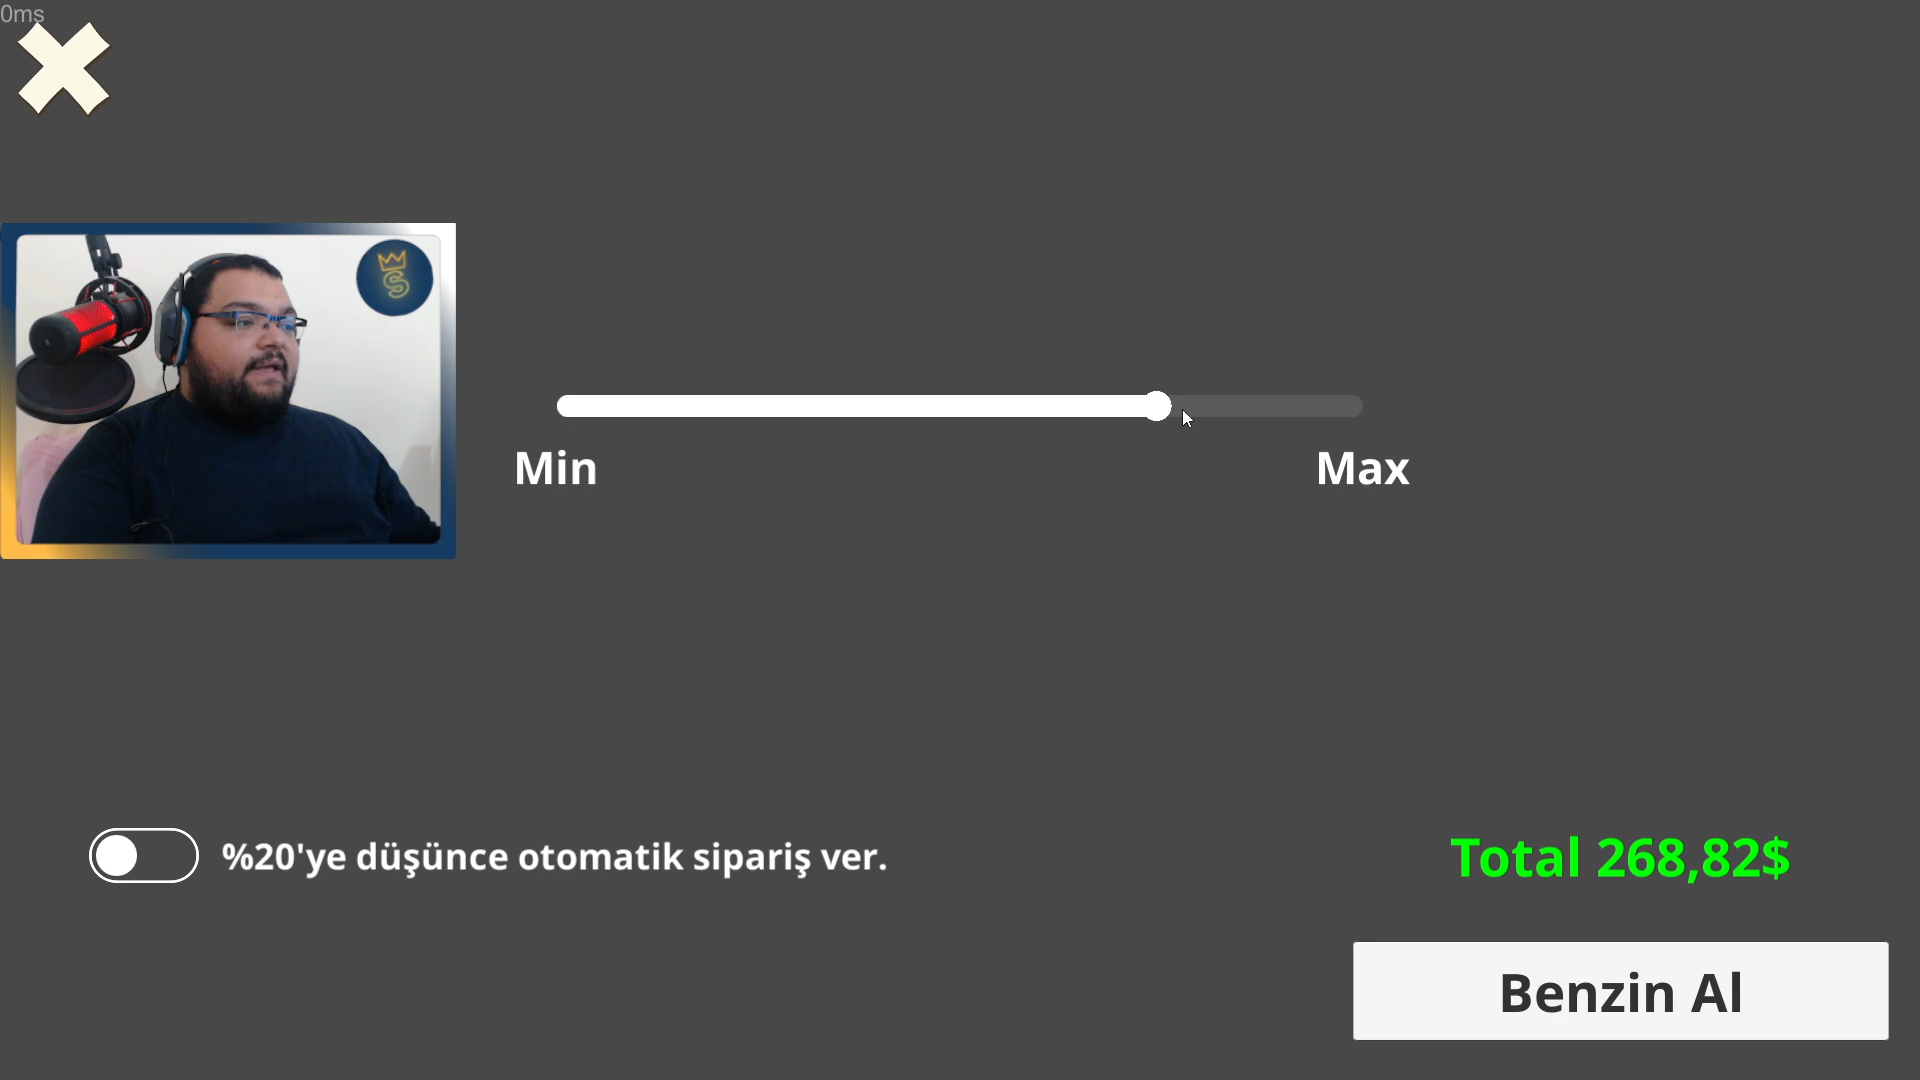 0ms
S
Min
Max
%20'ye düşünce otomatik sipariş ver.
Total 268,82$
Benzin Al